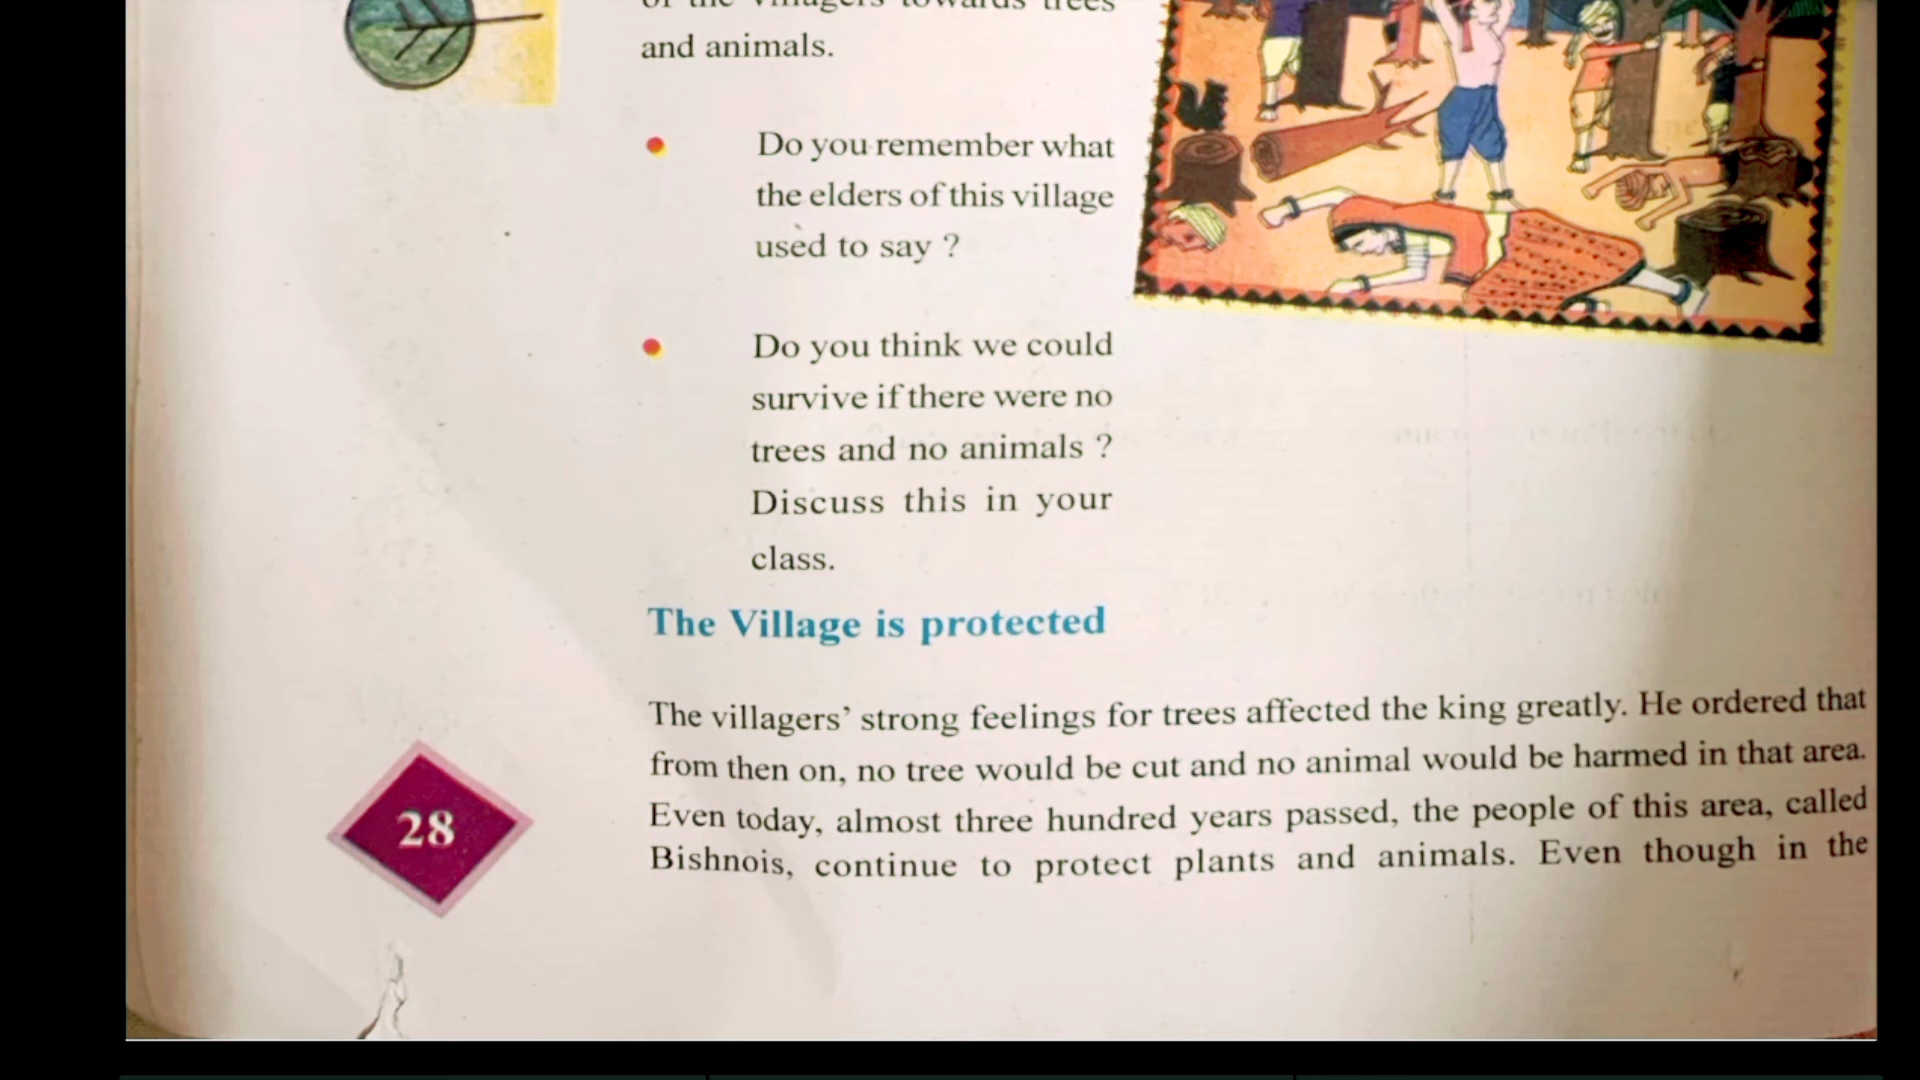 of the villagers towards trees
and animals.
Do you remember what
the elders of this village
used to say ?
Do you think we could
survive if there were no
trees and no animals ?
Discuss this in your
class.
The Village is protected
The villagers’ strong feelings for trees affected the king greatly. He ordered that
from then on, no tree would be cut and no animal would be harmed in that area.
Even today, almost three hundred years passed, the people of this area, called
Bishnois, continue to protect plants and animals. Even though in the
28